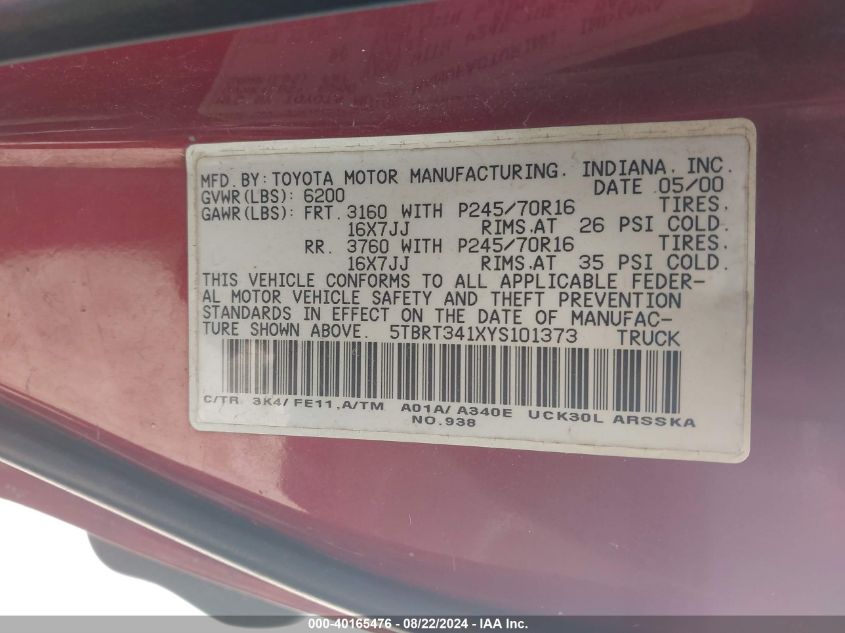 MFD. BY: TOYOTA MOTOR MANUFACTURING, INDIANA, INC.
GVWR(LBS): 6200 DATE 05/00
GAWR(LBS): FRT. 3160 WITH P245/70R16 TIRES.
16X7JJ RIMS.AT 26 PSI COLD.
RR. 3760 WITH P245/70R16 TIRES.
16X7JJ RIMS.AT 35 PSI COLD.
THIS VEHICLE CONFORMS TO ALL APPLICABLE FEDER-
AL MOTOR VEHICLE SAFETY AND THEFT PREVENTION
STANDARDS IN EFFECT ON THE DATE OF MANUFAC-
TURE SHOWN ABOVE. 5TBRT341XYS101373 TRUCK
C/TR 3K4/ FE11,A/TM A01A/ A340E UCK30L ARSSKA
NO.938
000-40165476 - 08/22/2024 - IAA Inc.